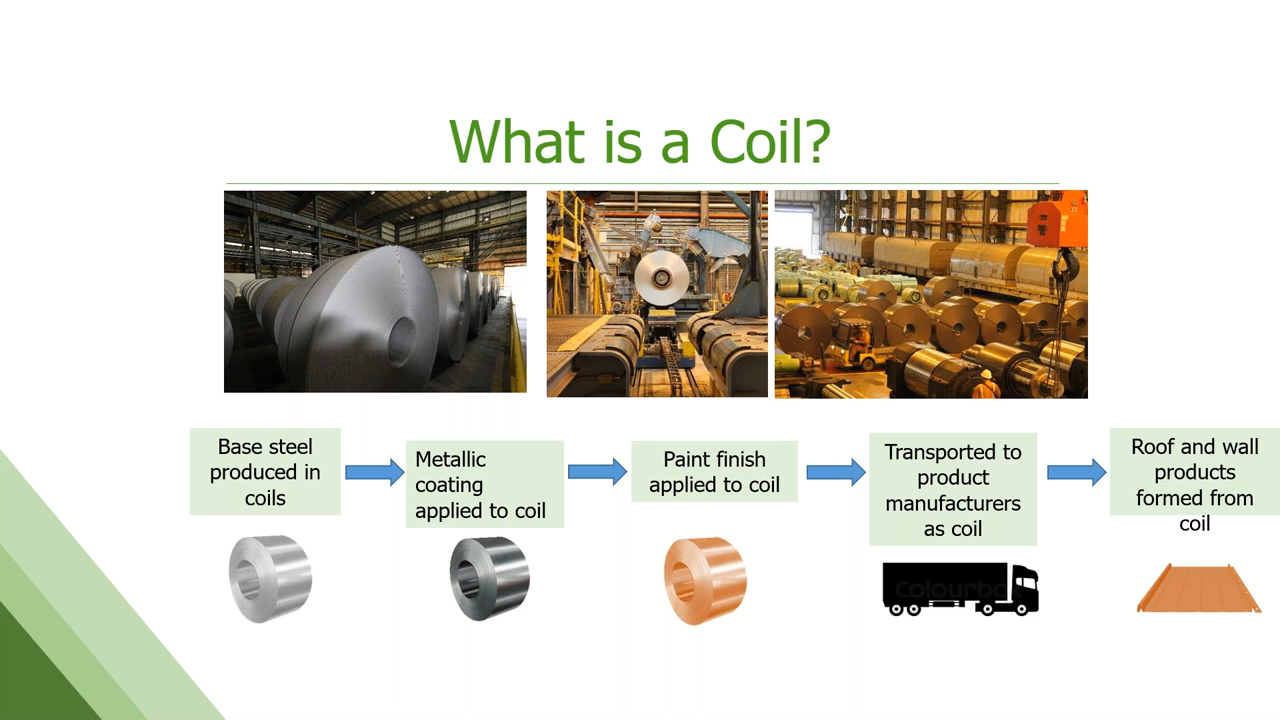 What is a Coil?
Base steel
produced in
coils
Metallic
coating
applied to coil
Paint finish
applied to coil
Transported to
product
manufacturers
as coil
Roof and wall
products
formed from
coil